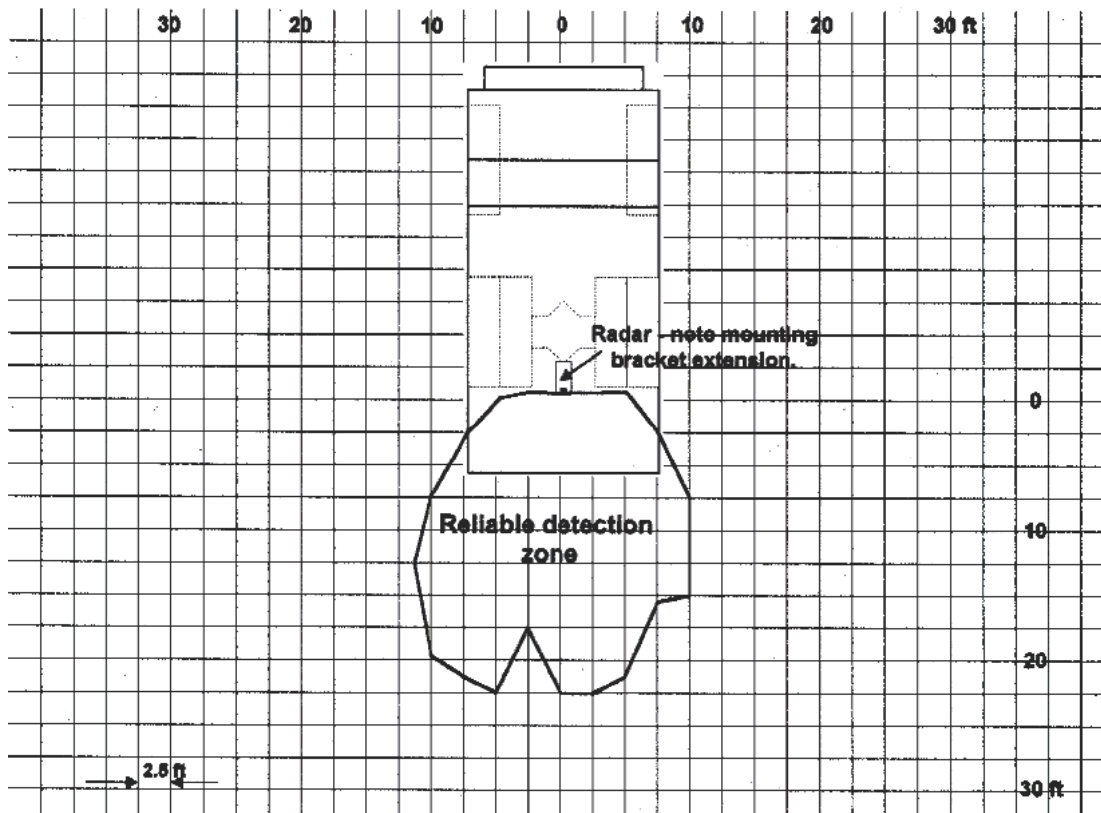 30 20 10 0 10 20 30 ft
Radar - note mounting
bracket extension.
0
Reliable detection
zone
10
20
2.5 ft
30 ft